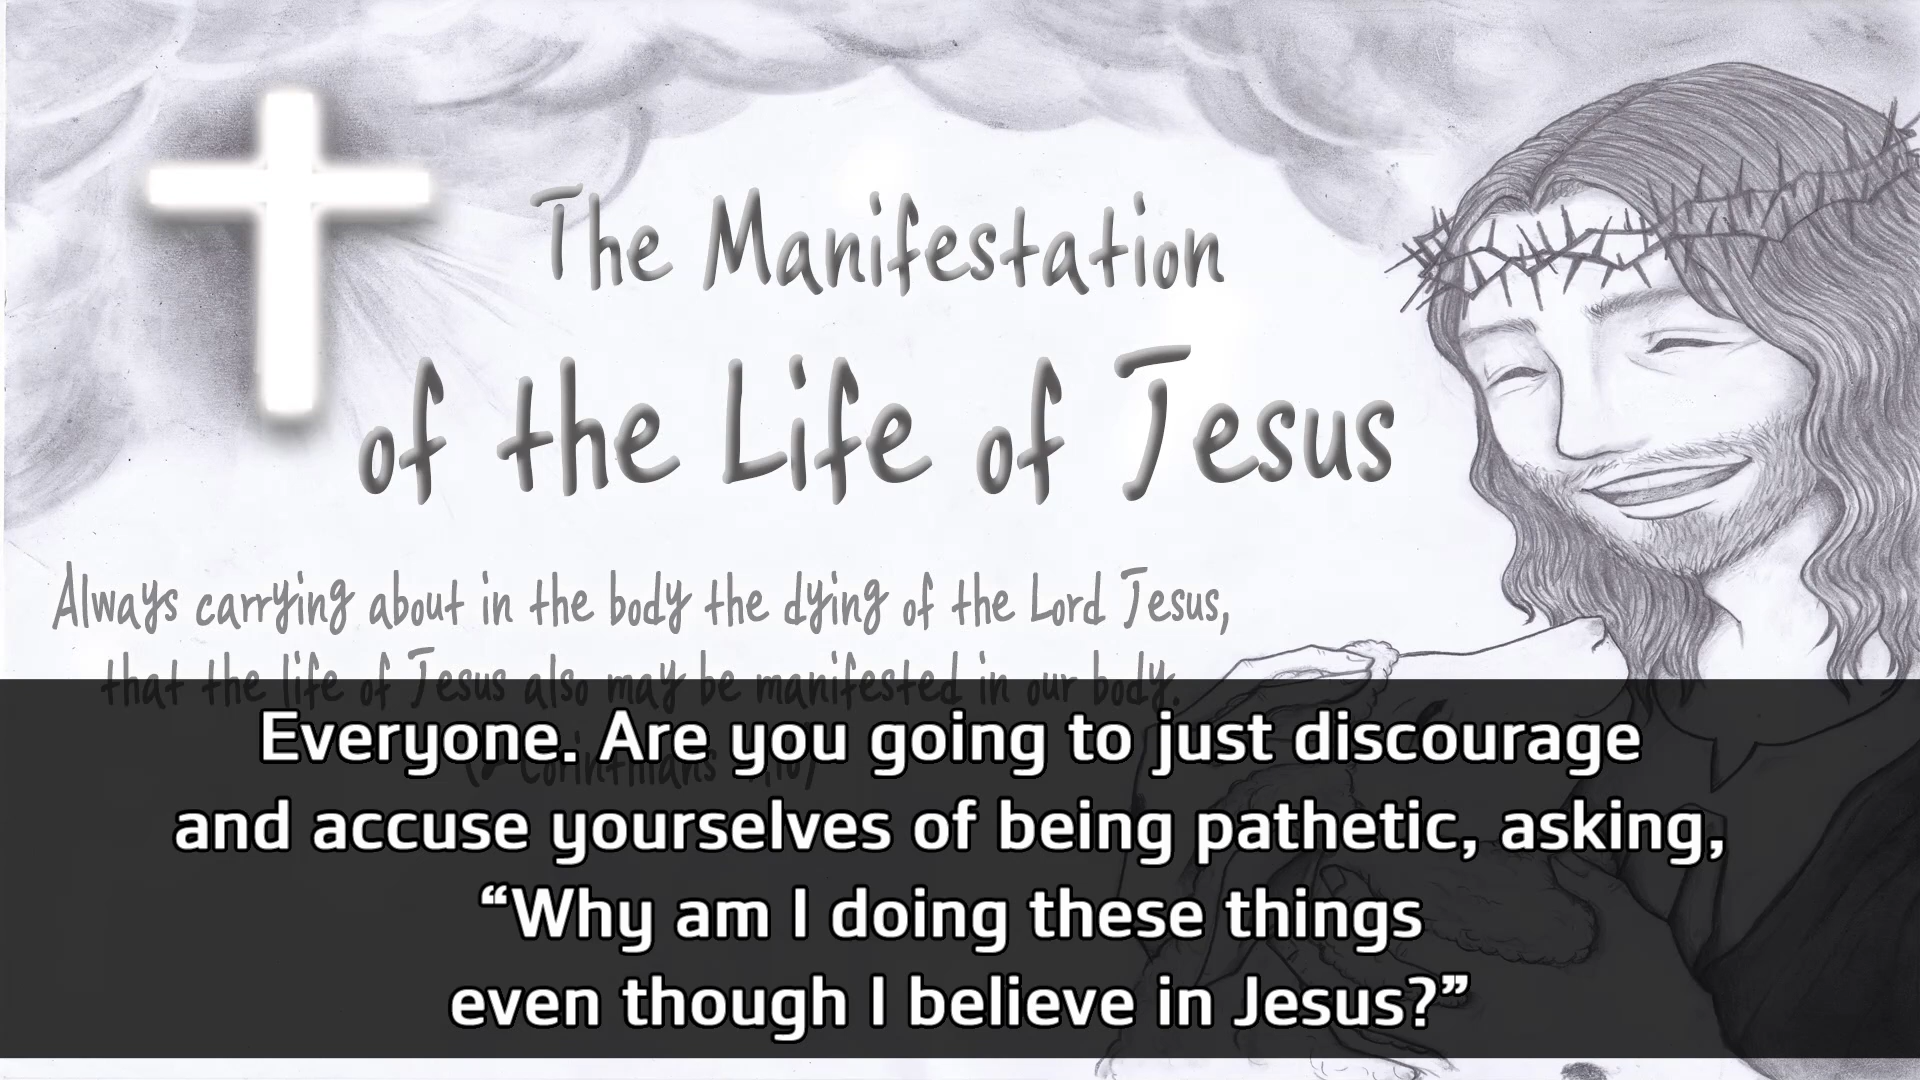 The Manifestation
of the Life of Jesus
Always carrying about in the body the dying of the Lord Jesus,
that the life of Jesus also may be manifested in our body.
Corinthians
Everyone. Are you going to just discourage
and accuse yourselves of being pathetic, asking,
“Why am I doing these things
even though I believe in Jesus?”